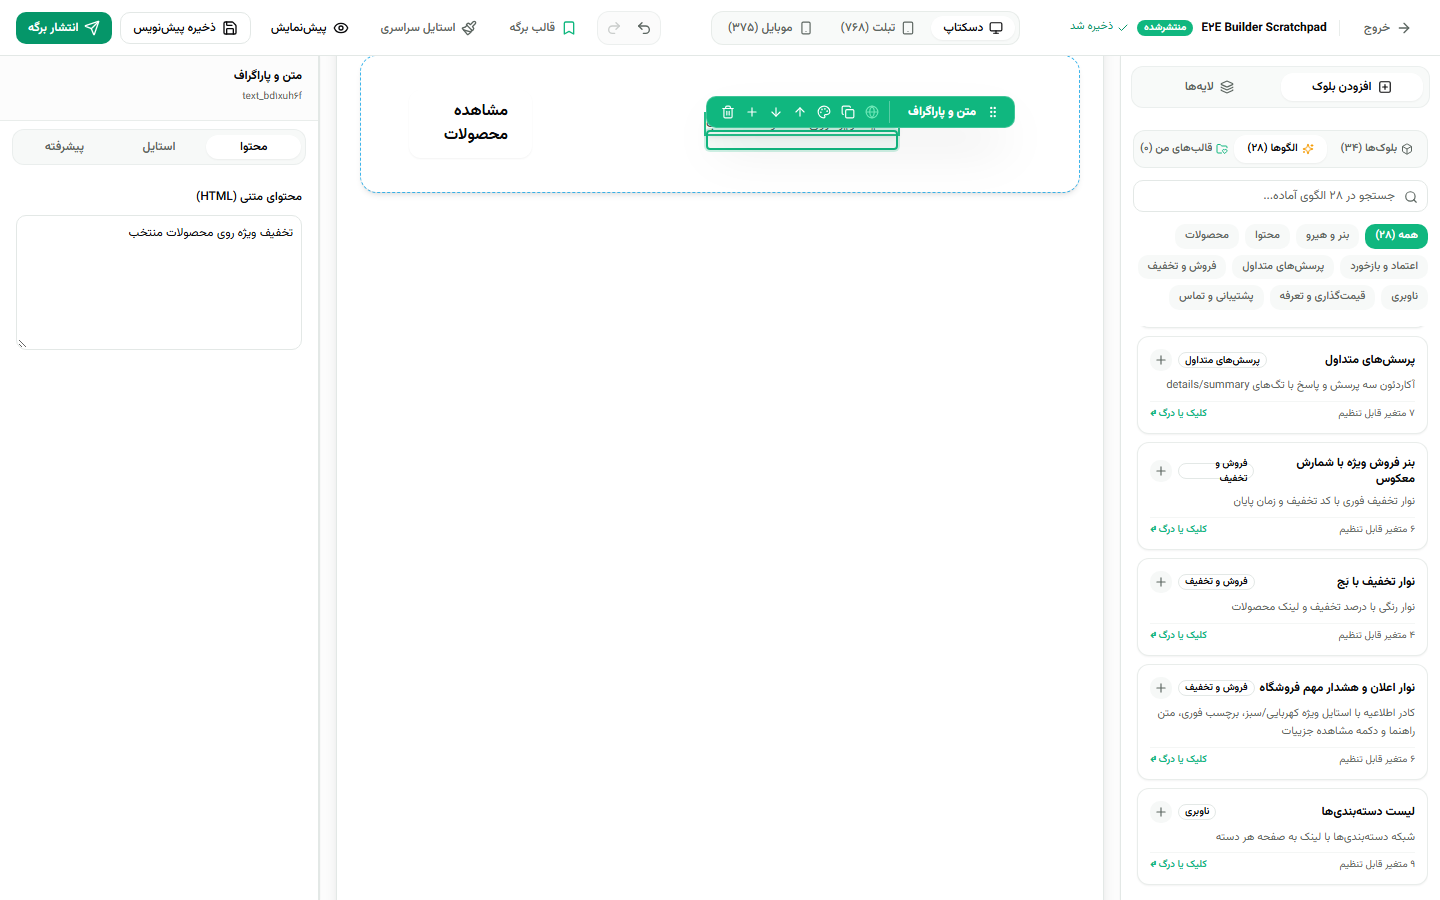 خروج
E2E Builder Scratchpad
منتشرشده
ذخیره شد
دسکتاپ
تبلت (۷۶۸)
موبایل (۳۷۵)
قالب برگه
استایل سراسری
پیش‌نمایش
ذخیره پیش‌نویس
انتشار برگه
افزودن بلوک
لایه‌ها
بلوک‌ها (۳۴)
الگوها (۲۸)
قالب‌های من (۰)
جستجو در ۲۸ الگوی آماده...
همه (۲۸)
بنر و هیرو
محتوا
محصولات
اعتماد و بازخورد
پرسش‌های متداول
فروش و تخفیف
ناوبری
قیمت‌گذاری و تعرفه
پشتیبانی و تماس
پرسش‌های متداول
پرسش‌های متداول
آکاردئون سه پرسش و پاسخ با تگ‌های details/summary
۷ متغیر قابل تنظیم
کلیک یا درگ
بنر فروش ویژه با شمارش
معکوس
فروش و
تخفیف
نوار تخفیف فوری با کد تخفیف و زمان پایان
۶ متغیر قابل تنظیم
کلیک یا درگ
نوار تخفیف با بَج
فروش و تخفیف
نوار رنگی با درصد تخفیف و لینک محصولات
۴ متغیر قابل تنظیم
کلیک یا درگ
نوار اعلان و هشدار مهم فروشگاه
فروش و تخفیف
کادر اطلاعیه با استایل ویژه کهربایی/سبز، برچسب فوری، متن
راهنما و دکمه مشاهده جزییات
۶ متغیر قابل تنظیم
کلیک یا درگ
لیست دسته‌بندی‌ها
ناوبری
شبکه دسته‌بندی‌ها با لینک به صفحه هر دسته
۹ متغیر قابل تنظیم
کلیک یا درگ
متن و پاراگراف
مشاهده
محصولات
متن و پاراگراف
text_bd1xuh6f
محتوا
استایل
پیشرفته
محتوای متنی (HTML)
تخفیف ویژه روی محصولات منتخب